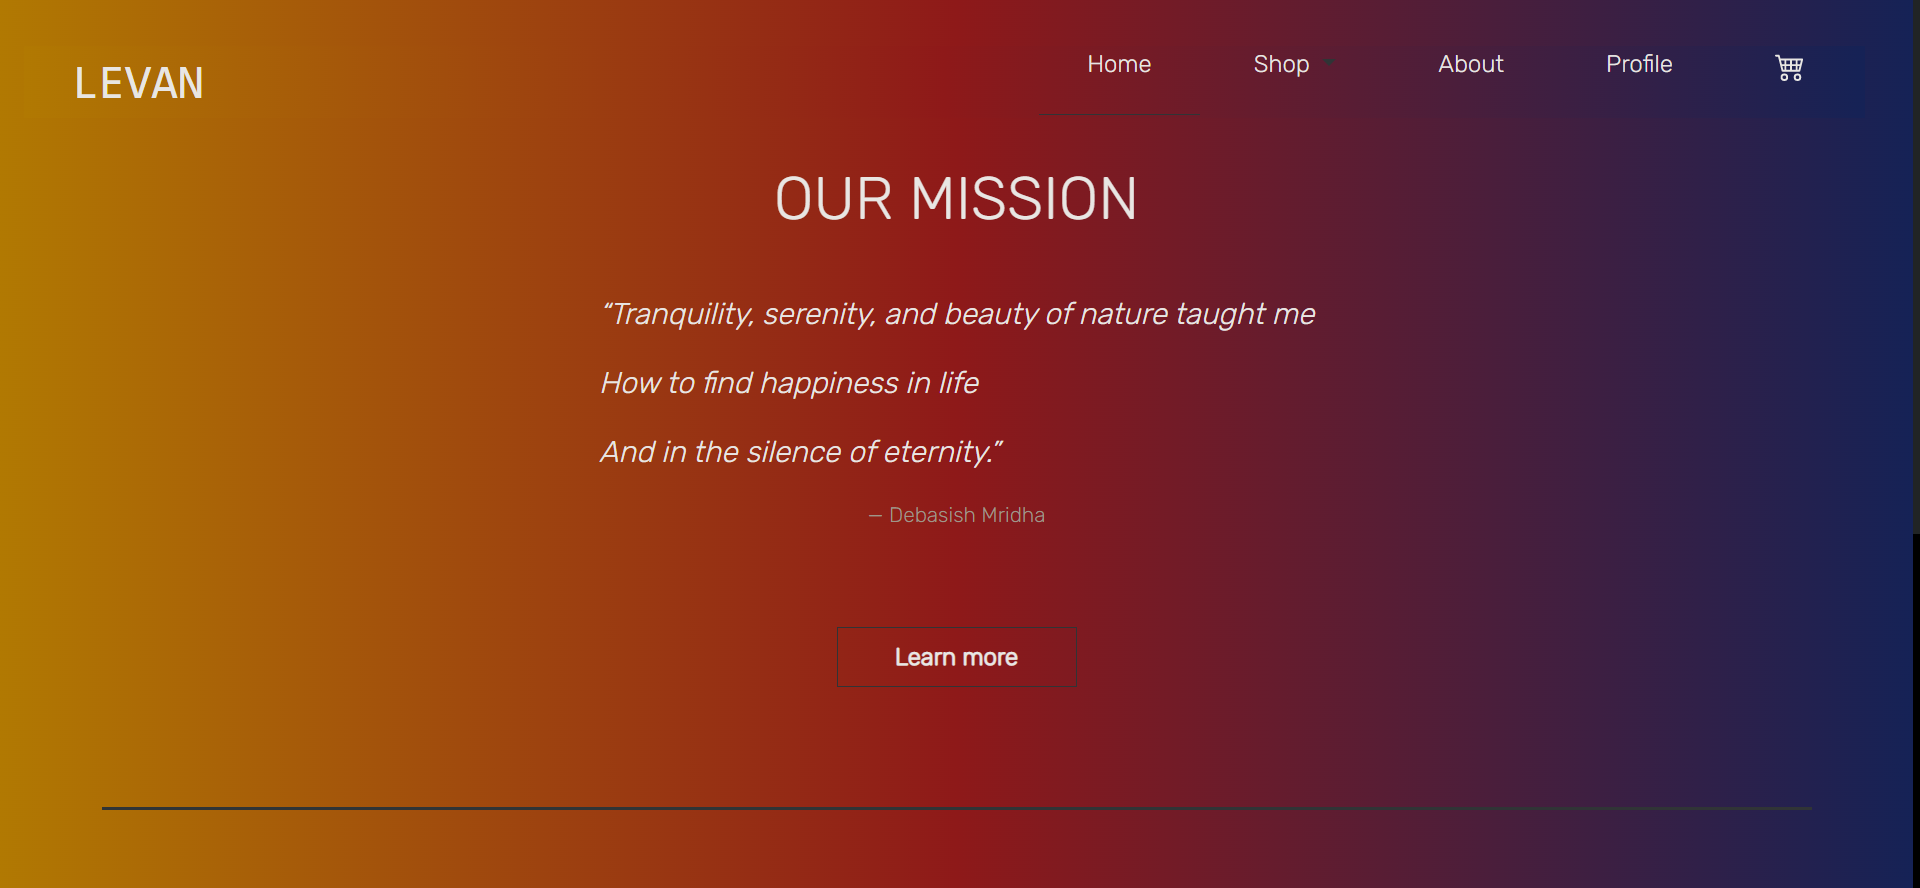 LEVAN
Home
Shop
About
Profile
OUR MISSION
“Tranquility, serenity, and beauty of nature taught me
How to find happiness in life
And in the silence of eternity.”
— Debasish Mridha
Learn more